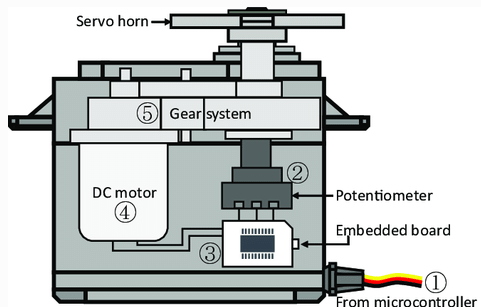 Servo horn
⑤ Gear system
②
DC motor
④
Potentiometer
Embedded board
③
①
From microcontroller